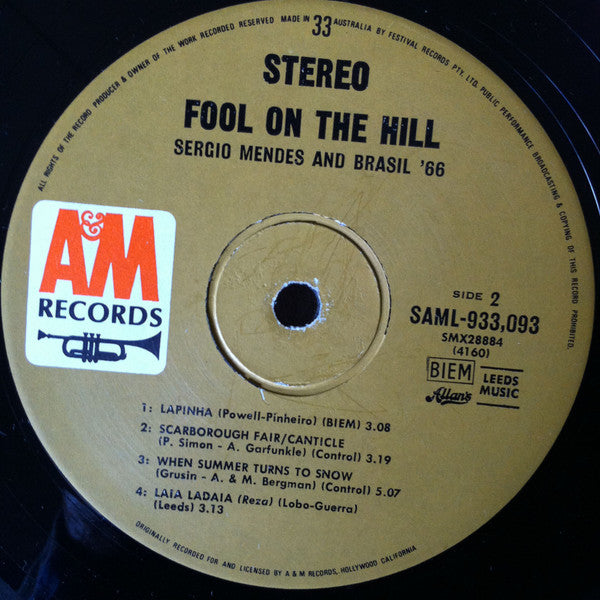 ALL RIGHTS OF THE RECORD PRODUCER & OWNER OF THE WORK RECORDED RESERVED MADE IN 33 AUSTRALIA BY FESTIVAL RECORDS PTY. LTD. PUBLIC PERFORMANCE BROADCASTING & COPYING OF THIS RECORD PROHIBITED.
STEREO
FOOL ON THE HILL
SERGIO MENDES AND BRASIL '66
A&M
RECORDS
SIDE 2
SAML-933,093
SMX28884
(4160)
BIEM
Allan's
LEEDS
MUSIC
1: LAPINHA (Powell-Pinheiro) (BIEM) 3.08
2: SCARBOROUGH FAIR/CANTICLE
(P. Simon - A. Garfunkle) (Control) 3.19
3: WHEN SUMMER TURNS TO SNOW
(Grusin - A. & M. Bergman) (Control) 5.07
4: LAIA LADAIA (Reza) (Lobo-Guerra)
(Leeds) 3.13
ORIGINALLY RECORDED FOR AND LICENSED BY A & M RECORDS, HOLLYWOOD CALIFORNIA